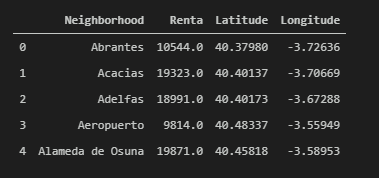 Neighborhood Renta Latitude Longitude
0 Abrantes 10544.0 40.37980 -3.72636
1 Acacias 19323.0 40.40137 -3.70669
2 Adelfas 18991.0 40.40173 -3.67288
3 Aeropuerto 9814.0 40.48337 -3.55949
4 Alameda de Osuna 19871.0 40.45818 -3.58953